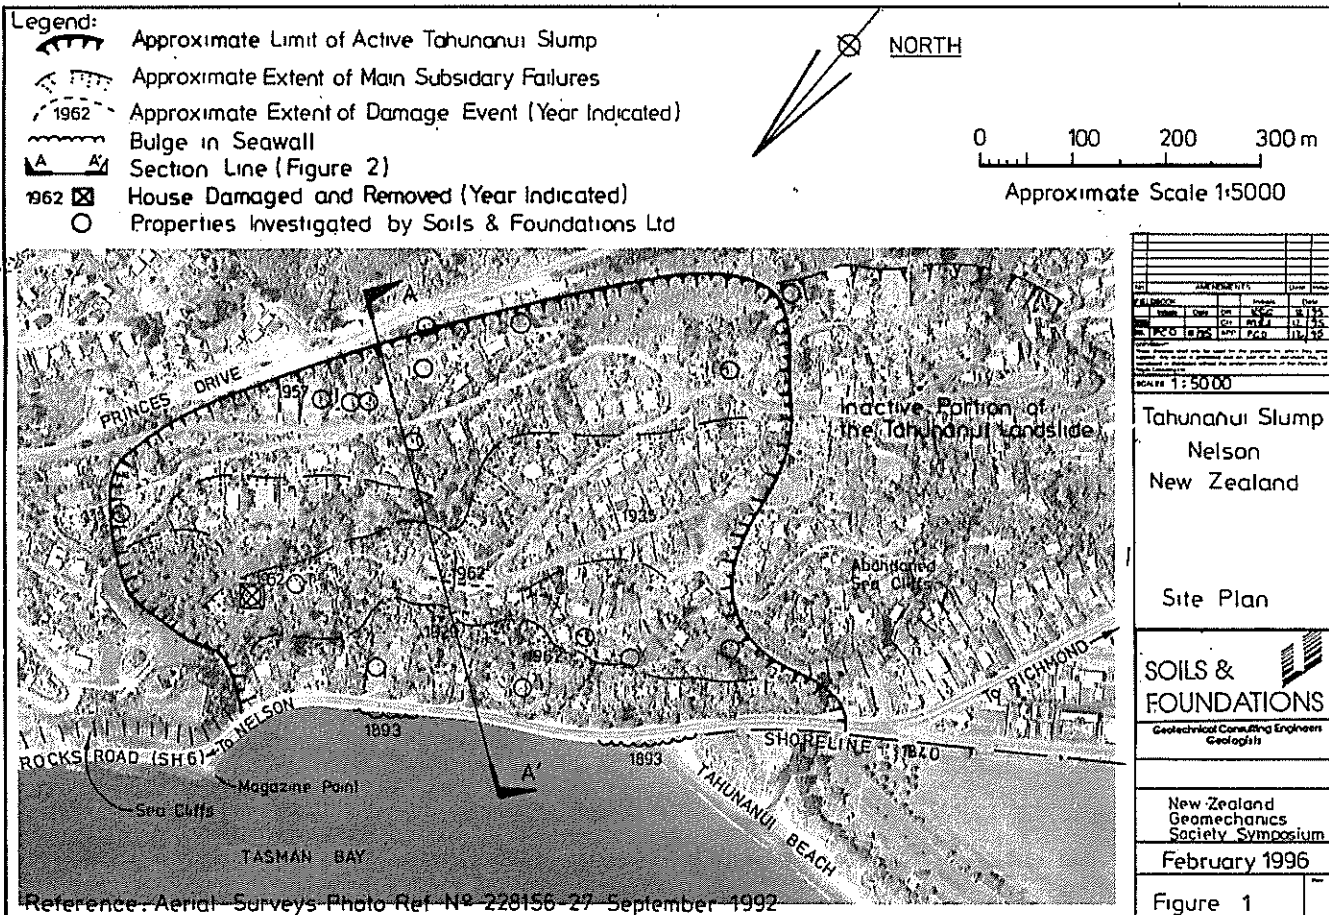 Legend:
Approximate Limit of Active Tahunanui Slump
Approximate Extent of Main Subsidary Failures
1962 Approximate Extent of Damage Event (Year Indicated)
Bulge in Seawall
A A' Section Line (Figure 2)
1962 House Damaged and Removed (Year Indicated)
Properties Investigated by Soils & Foundations Ltd
NORTH
0 100 200 300 m
Approximate Scale 1:5000
A
PRINCES DRIVE
1957
Inactive Portion of
the Tahunanui Landslide
1935
Abandoned
Sea Cliffs
1962
1962
TO RICHMOND
TO NELSON
1893
1893
SHORELINE 1840
ROCKS ROAD (SH6)
Magazine Point
Sea Cliffs
A'
TAHUNANUI BEACH
TASMAN BAY
Reference: Aerial Surveys Photo Ref Nº 228156-27 September 1992
AMENDMENTS
SCALES 1:5000
Tahunanui Slump
Nelson
New Zealand
Site Plan
SOILS &
FOUNDATIONS
Geotechnical Consulting Engineers
Geologists
New Zealand
Geomechanics
Society Symposium
February 1996
Figure 1